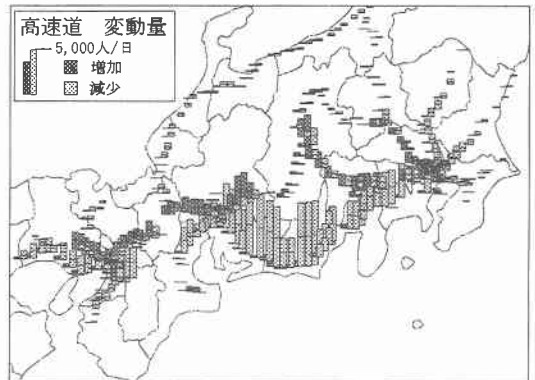 高速道 変動量
5,000人/日
増加
減少